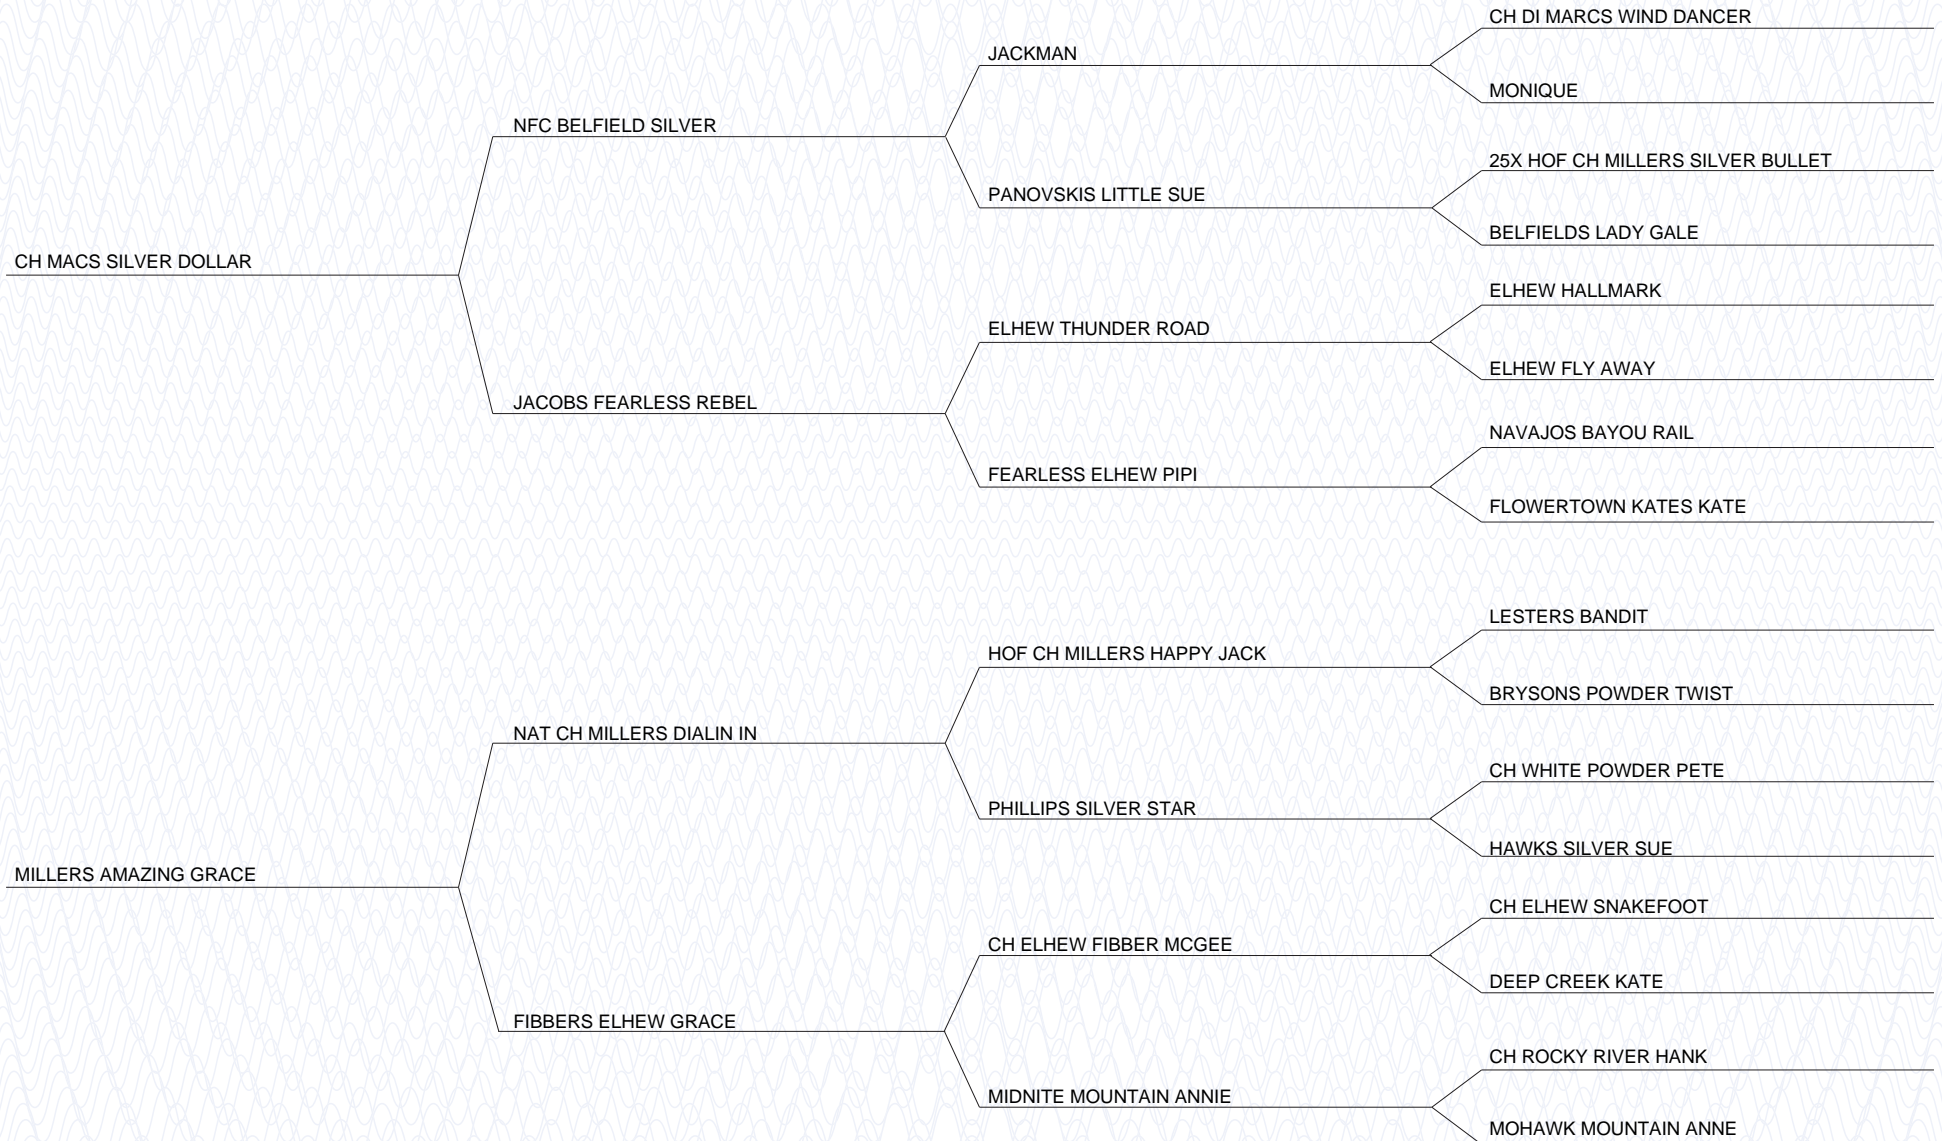 CH DI MARCS WIND DANCER
JACKMAN
MONIQUE
NFC BELFIELD SILVER
25X HOF CH MILLERS SILVER BULLET
PANOVSKIS LITTLE SUE
BELFIELDS LADY GALE
CH MACS SILVER DOLLAR
ELHEW HALLMARK
ELHEW THUNDER ROAD
ELHEW FLY AWAY
JACOBS FEARLESS REBEL
NAVAJOS BAYOU RAIL
FEARLESS ELHEW PIPI
FLOWERTOWN KATES KATE
LESTERS BANDIT
HOF CH MILLERS HAPPY JACK
BRYSONS POWDER TWIST
NAT CH MILLERS DIALIN IN
CH WHITE POWDER PETE
PHILLIPS SILVER STAR
HAWKS SILVER SUE
MILLERS AMAZING GRACE
CH ELHEW SNAKEFOOT
CH ELHEW FIBBER MCGEE
DEEP CREEK KATE
FIBBERS ELHEW GRACE
CH ROCKY RIVER HANK
MIDNITE MOUNTAIN ANNIE
MOHAWK MOUNTAIN ANNE